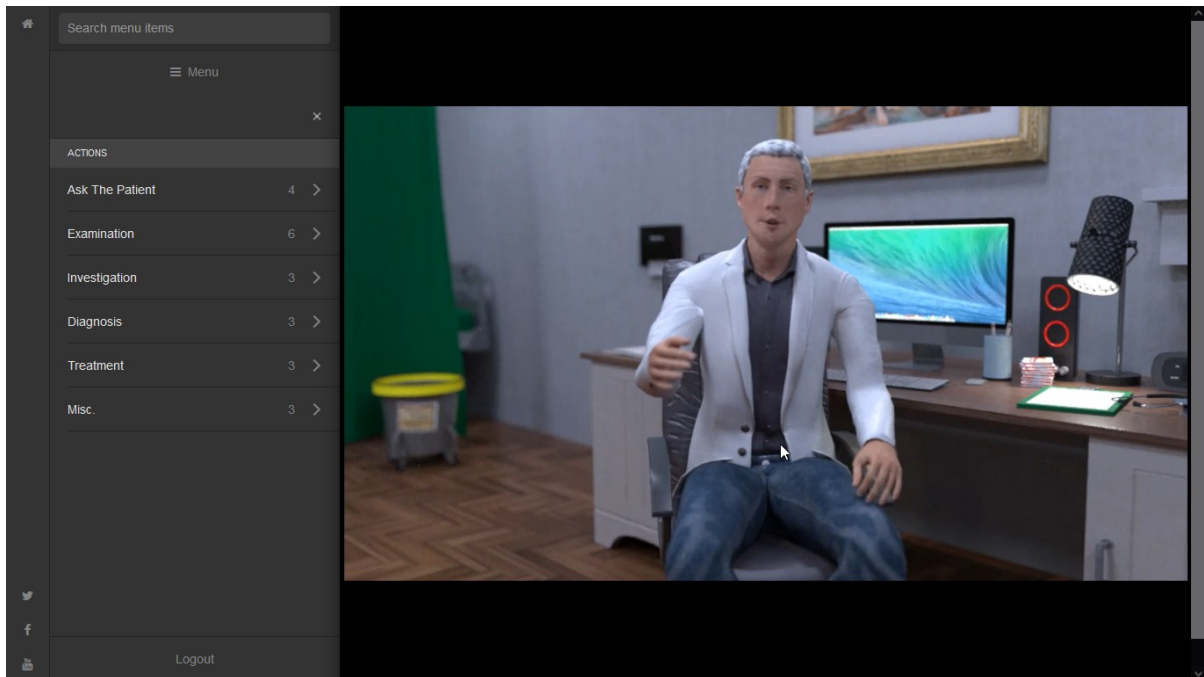 Search menu items
Menu
×
ACTIONS
Ask The Patient 4
Examination 6
Investigation 3
Diagnosis 3
Treatment 3
Misc. 3
Logout